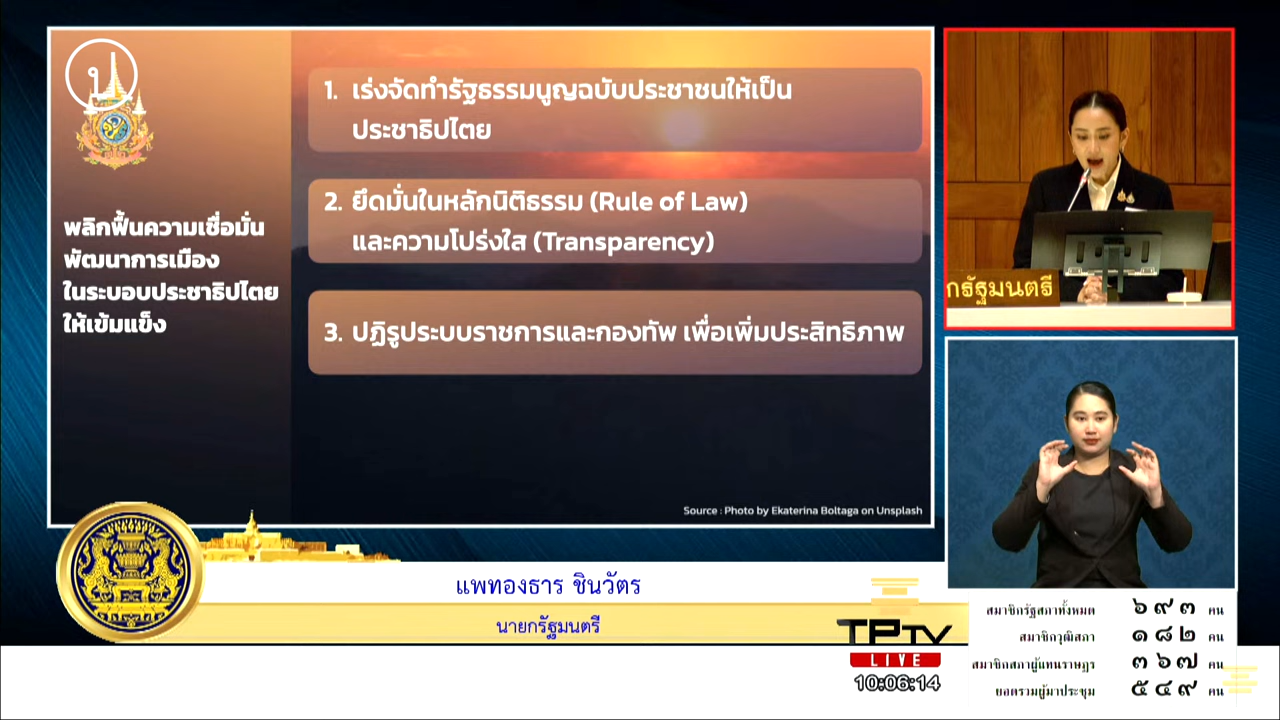 น
พลิกฟื้นความเชื่อมั่น
พัฒนาการเมือง
ในระบอบประชาธิปไตย
ให้เข้มแข็ง
1. เร่งจัดทำรัฐธรรมนูญฉบับประชาชนให้เป็น
ประชาธิปไตย
2. ยึดมั่นในหลักนิติธรรม (Rule of Law)
และความโปร่งใส (Transparency)
3. ปฏิรูประบบราชการและกองทัพ เพื่อเพิ่มประสิทธิภาพ
Source : Photo by Ekaterina Boltaga on Unsplash
กรัฐมนตรี
แพทองธาร ชินวัตร
นายกรัฐมนตรี
TPTV
LIVE
10:06:14
สมาชิกรัฐสภาทั้งหมด ๖๙๓ คน
สมาชิกวุฒิสภา ๑๘๒ คน
สมาชิกสภาผู้แทนราษฎร ๓๖๗ คน
ยอดรวมผู้มาประชุม ๕๔๙ คน